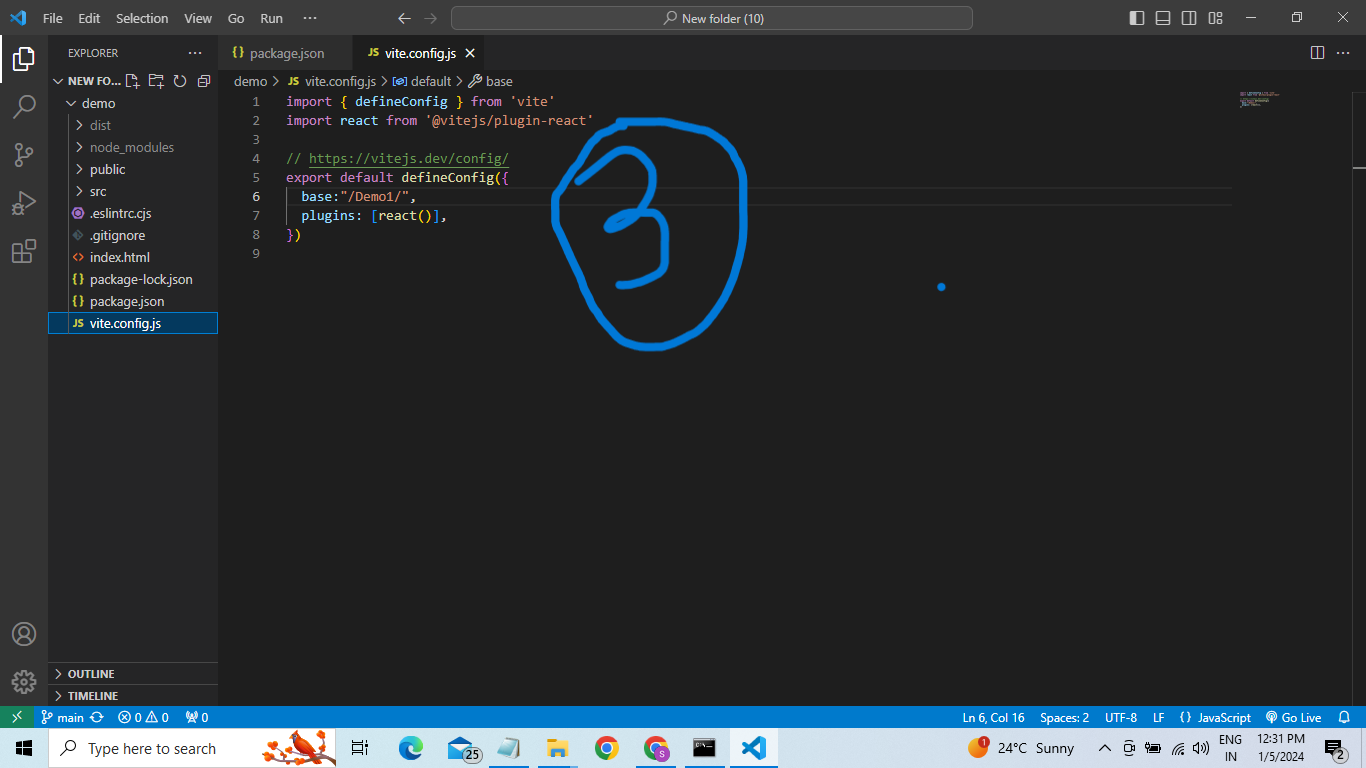 File Edit Selection View Go Run ···
New folder (10)
EXPLORER ···
NEW FO...
demo
dist
node_modules
public
src
.eslintrc.cjs
.gitignore
index.html
package-lock.json
package.json
JS vite.config.js
OUTLINE
TIMELINE
{} package.json JS vite.config.js
demo > JS vite.config.js > default > base
1 import { defineConfig } from 'vite'
2 import react from '@vitejs/plugin-react'
3
4 // https://vitejs.dev/config/
5 export default defineConfig({
6 base:"/Demo1/",
7 plugins: [react()],
8 })
9
3
main 0 0 0
Ln 6, Col 16 Spaces: 2 UTF-8 LF {} JavaScript Go Live
Type here to search
25
S
1
24°C Sunny
ENG
IN
12:31 PM
1/5/2024
2